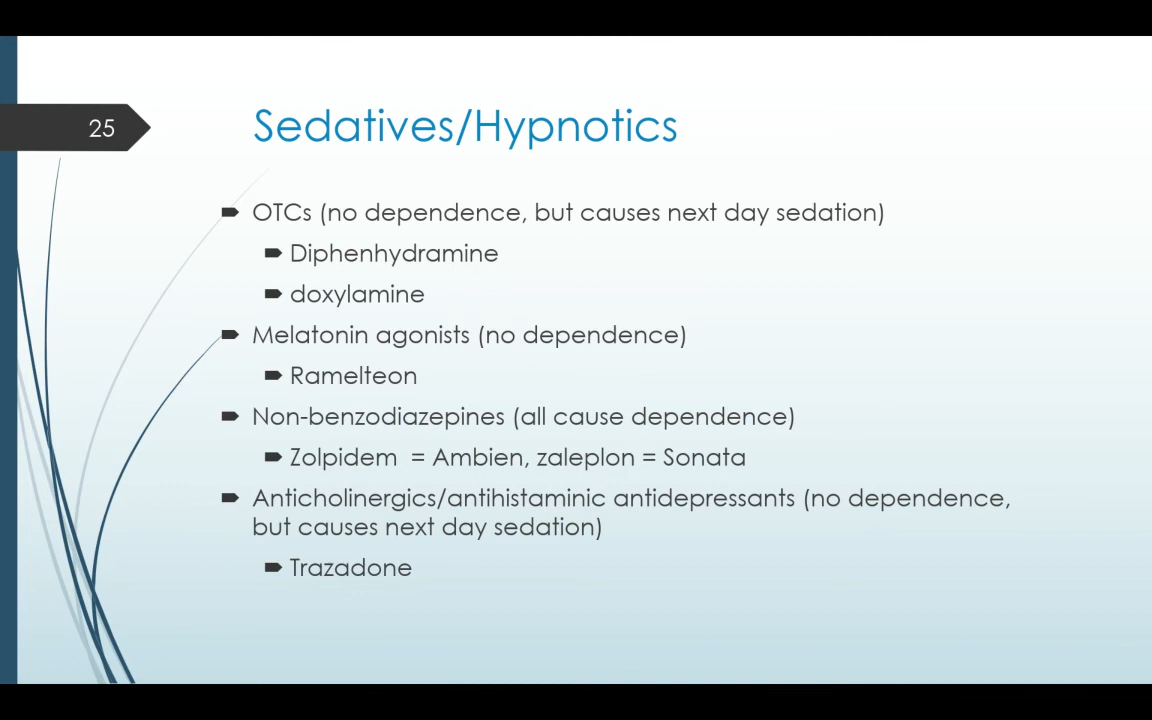 25
Sedatives/Hypnotics
OTCs (no dependence, but causes next day sedation)
Diphenhydramine
doxylamine
Melatonin agonists (no dependence)
Ramelteon
Non-benzodiazepines (all cause dependence)
Zolpidem = Ambien, zaleplon = Sonata
Anticholinergics/antihistaminic antidepressants (no dependence,
but causes next day sedation)
Trazadone